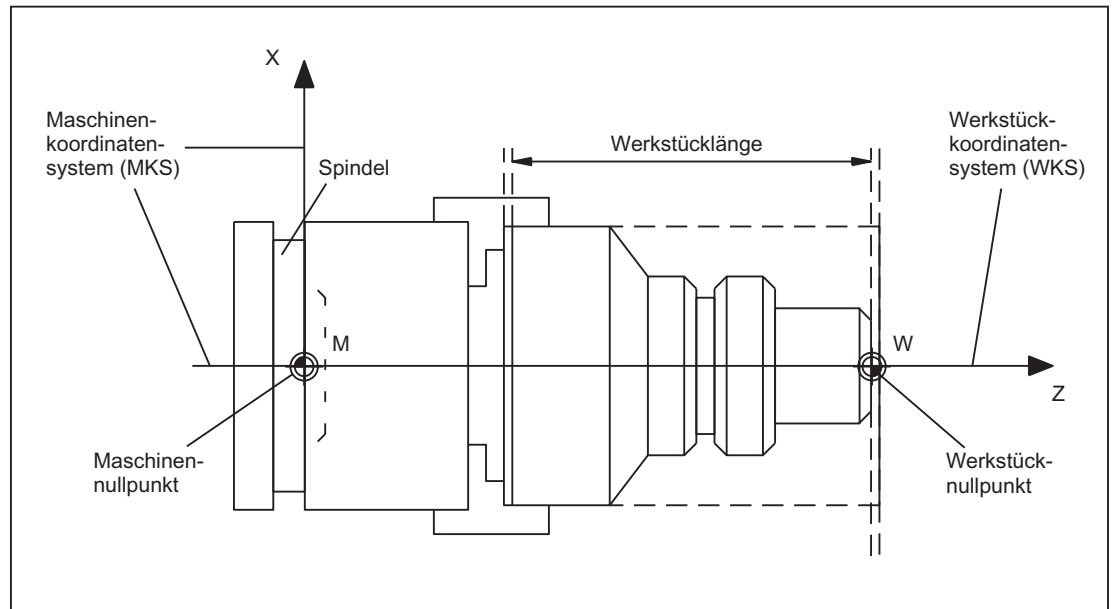 X
Maschinen-
koordinaten-
system (MKS)
Spindel
Werkstücklänge
Werkstück-
koordinaten-
system (WKS)
M
W
Z
Maschinen-
nullpunkt
Werkstück-
nullpunkt